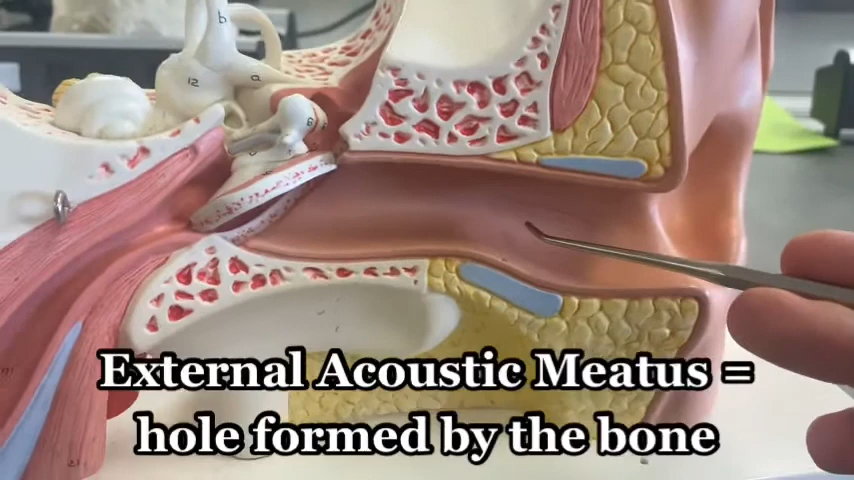 External Acoustic Meatus =
hole formed by the bone